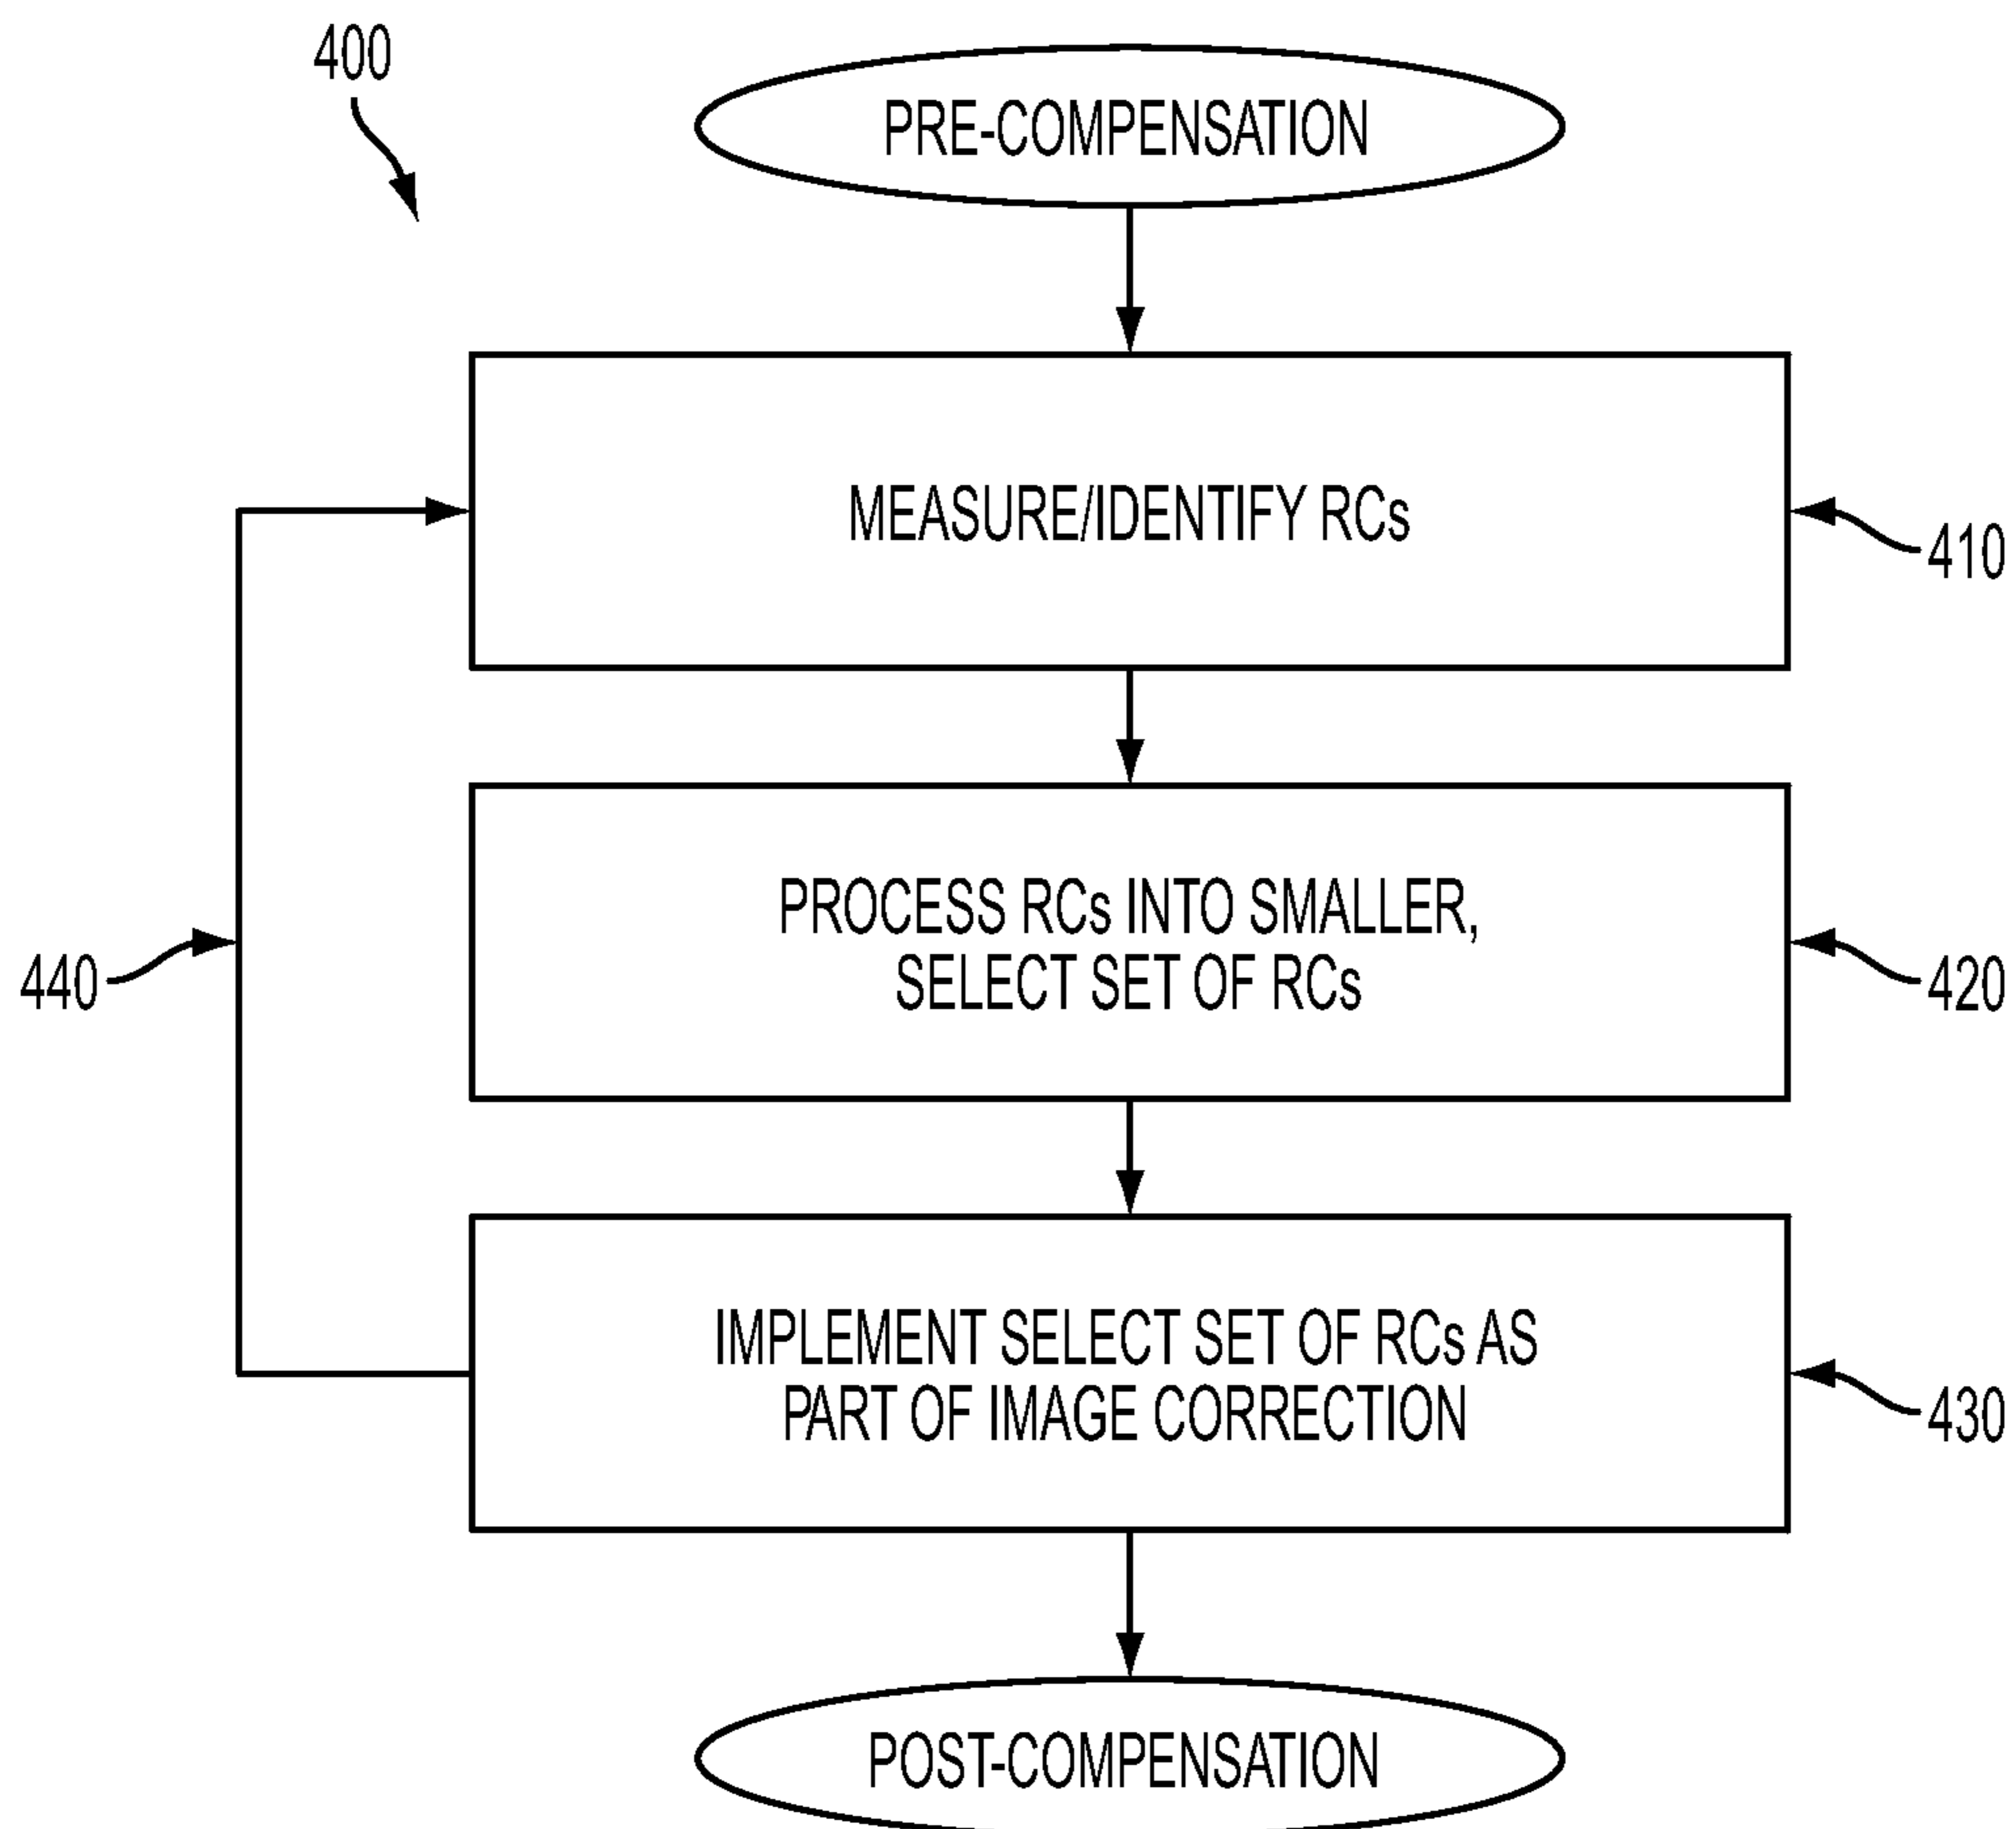 400
PRE-COMPENSATION
MEASURE/IDENTIFY RCs
410
PROCESS RCs INTO SMALLER,
SELECT SET OF RCs
440
420
IMPLEMENT SELECT SET OF RCs AS
PART OF IMAGE CORRECTION
430
POST-COMPENSATION